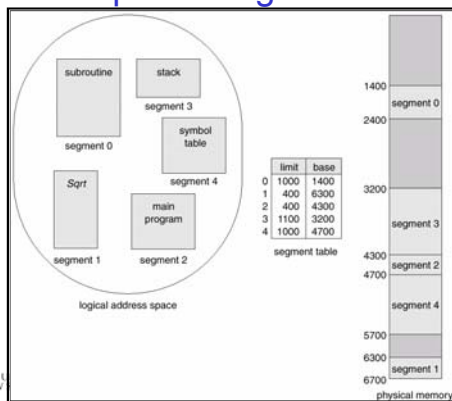 subroutine
stack
segment 3
segment 0
symbol
table
segment 4
Sqrt
main
program
segment 1
segment 2
logical address space
limit base
0 1000 1400
1 400 6300
2 400 4300
3 1100 3200
4 1000 4700
segment table
1400
segment 0
2400
3200
segment 3
4300
segment 2
4700
segment 4
5700
6300
segment 1
6700
physical memory